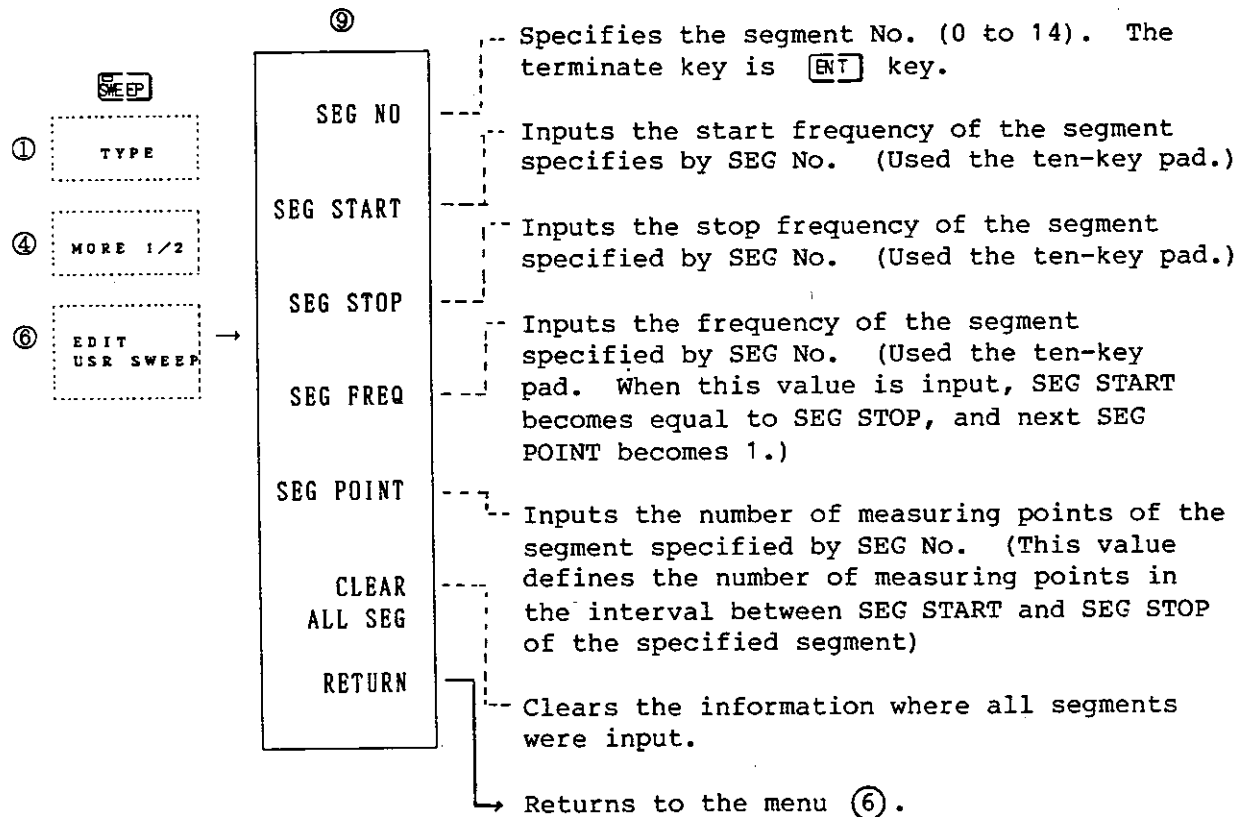 ⑨
SWEEP
① TYPE
④ MORE 1/2
⑥ EDIT
USR SWEEP
→
SEG NO
SEG START
SEG STOP
SEG FREQ
SEG POINT
CLEAR
ALL SEG
RETURN
Specifies the segment No. (0 to 14). The
terminate key is ENT key.
Inputs the start frequency of the segment
specifies by SEG No. (Used the ten-key pad.)
Inputs the stop frequency of the segment
specified by SEG No. (Used the ten-key pad.)
Inputs the frequency of the segment
specified by SEG No. (Used the ten-key
pad. When this value is input, SEG START
becomes equal to SEG STOP, and next SEG
POINT becomes 1.)
Inputs the number of measuring points of the
segment specified by SEG No. (This value
defines the number of measuring points in
the interval between SEG START and SEG STOP
of the specified segment)
Clears the information where all segments
were input.
Returns to the menu ⑥.